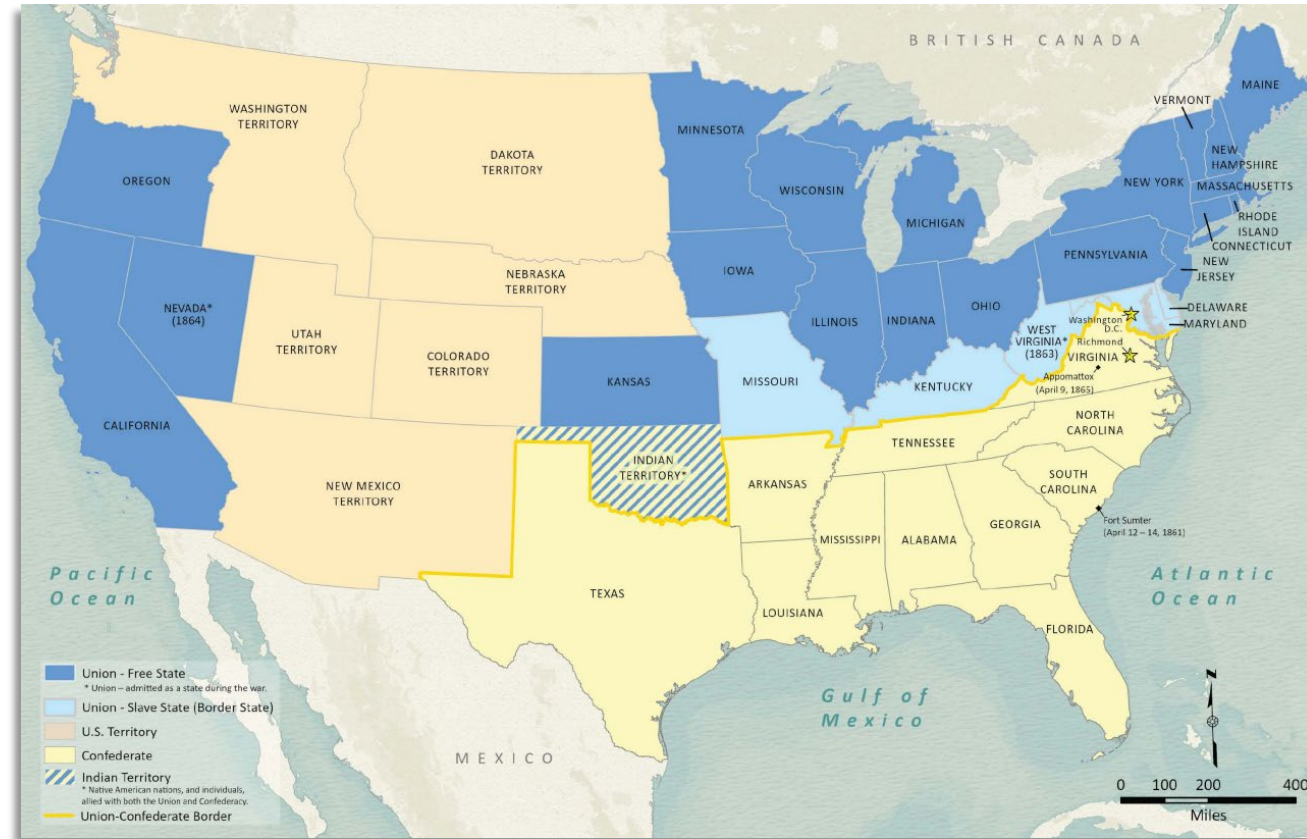 BRITISH CANADA
WASHINGTON
TERRITORY
DAKOTA
TERRITORY
MINNESOTA
VERMONT
MAINE
OREGON
WISCONSIN
MICHIGAN
NEW YORK
NEW
HAMPSHIRE
MASSACHUSETTS
RHODE
ISLAND
CONNECTICUT
NEBRASKA
TERRITORY
IOWA
PENNSYLVANIA
NEW
JERSEY
NEVADA*
(1864)
UTAH
TERRITORY
COLORADO
TERRITORY
ILLINOIS
INDIANA
OHIO
DELAWARE
MARYLAND
WEST
VIRGINIA*
(1863)
Washington
D.C.
Richmond
VIRGINIA
Appomattox
(April 9, 1865)
CALIFORNIA
KANSAS
MISSOURI
KENTUCKY
NEW MEXICO
TERRITORY
INDIAN
TERRITORY*
ARKANSAS
TENNESSEE
NORTH
CAROLINA
SOUTH
CAROLINA
Fort Sumter
(April 12 – 14, 1861)
MISSISSIPPI
ALABAMA
GEORGIA
TEXAS
LOUISIANA
FLORIDA
Pacific
Ocean
Atlantic
Ocean
Gulf of
Mexico
MEXICO
Union - Free State
* Union – admitted as a state during the war.
Union - Slave State (Border State)
U.S. Territory
Confederate
Indian Territory
* Native American nations, and individuals,
allied with both the Union and Confederacy.
Union-Confederate Border
N
0 100 200 400
Miles